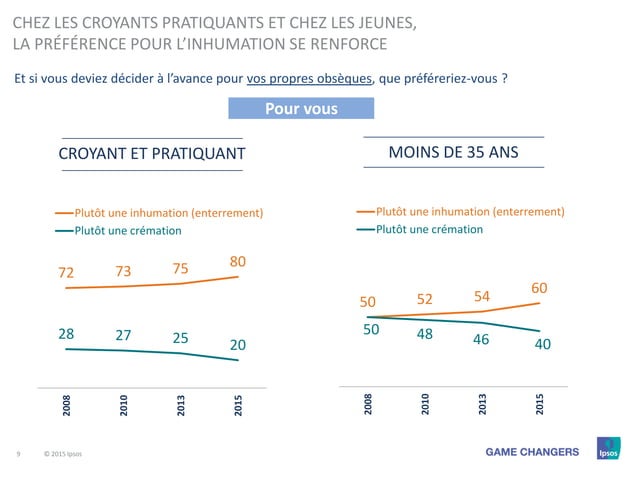 CHEZ LES CROYANTS PRATIQUANTS ET CHEZ LES JEUNES,
LA PRÉFÉRENCE POUR L’INHUMATION SE RENFORCE
Et si vous deviez décider à l’avance pour vos propres obsèques, que préféreriez-vous ?
Pour vous
CROYANT ET PRATIQUANT
Plutôt une inhumation (enterrement)
Plutôt une crémation
72 73 75 80
28 27 25 20
2008 2010 2013 2015
MOINS DE 35 ANS
Plutôt une inhumation (enterrement)
Plutôt une crémation
50 52 54 60
50 48 46 40
2008 2010 2013 2015
9 © 2015 Ipsos
GAME CHANGERS
Ipsos